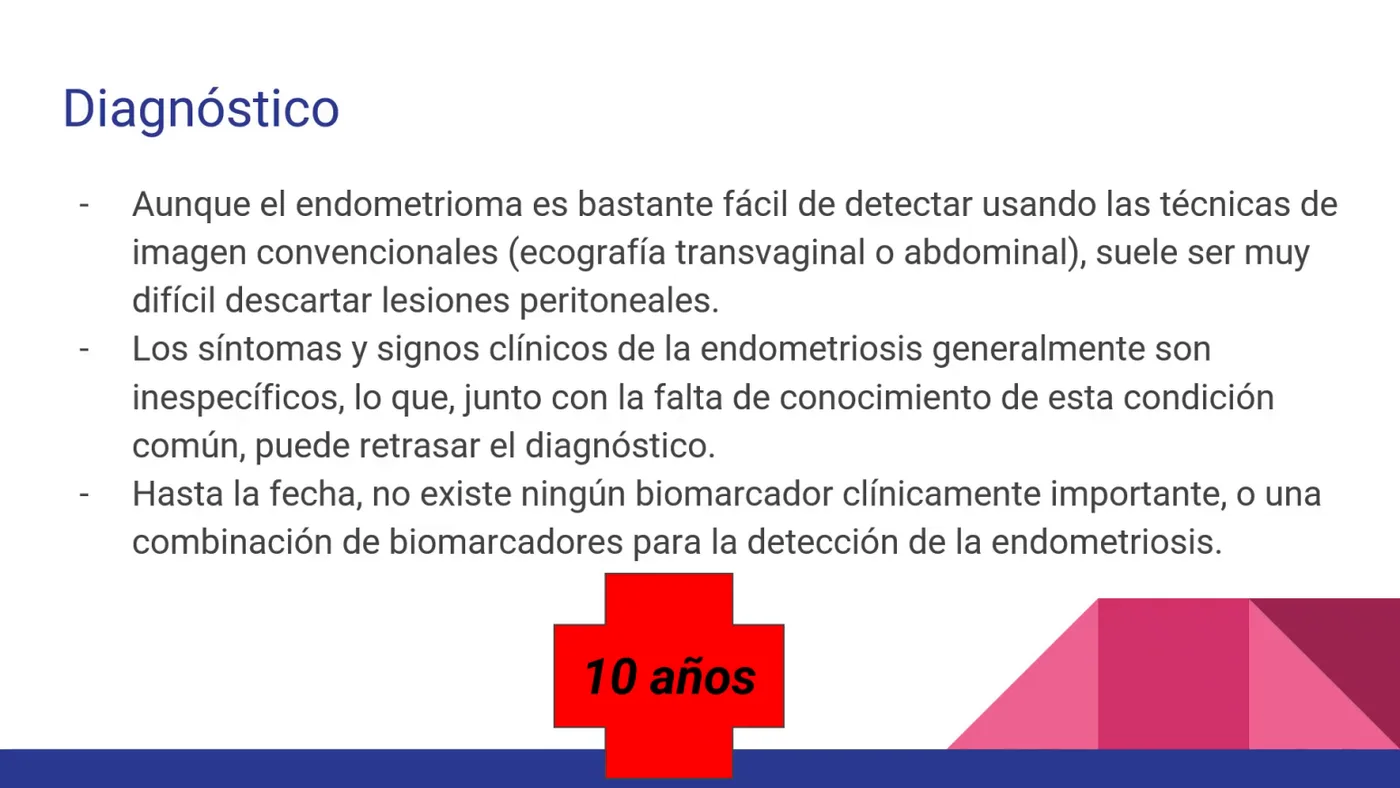 Diagnóstico
- Aunque el endometrioma es bastante fácil de detectar usando las técnicas de
imagen convencionales (ecografía transvaginal o abdominal), suele ser muy
difícil descartar lesiones peritoneales.
- Los síntomas y signos clínicos de la endometriosis generalmente son
inespecíficos, lo que, junto con la falta de conocimiento de esta condición
común, puede retrasar el diagnóstico.
- Hasta la fecha, no existe ningún biomarcador clínicamente importante, o una
combinación de biomarcadores para la detección de la endometriosis.
10 años